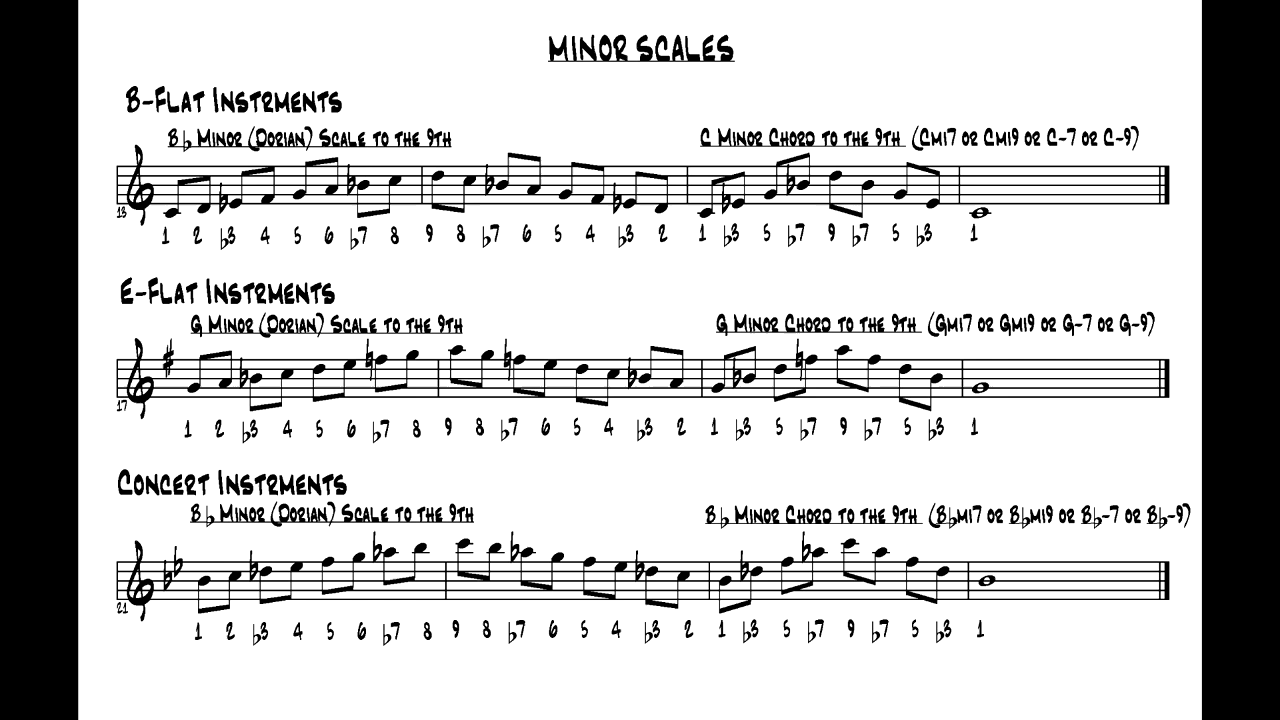 MINOR SCALES
B-FLAT INSTRMENTS
B♭ MINOR (DORIAN) SCALE TO THE 9TH C MINOR CHORD TO THE 9TH (CMI7 OR CMI9 OR C-7 OR C-9)
13
1 2 ♭3 4 5 6 ♭7 8 9 8 ♭7 6 5 4 ♭3 2 1 ♭3 5 ♭7 9 ♭7 5 ♭3 1
E-FLAT INSTRMENTS
G MINOR (DORIAN) SCALE TO THE 9TH G MINOR CHORD TO THE 9TH (GMI7 OR GMI9 OR G-7 OR G-9)
17
1 2 ♭3 4 5 6 ♭7 8 9 8 ♭7 6 5 4 ♭3 2 1 ♭3 5 ♭7 9 ♭7 5 ♭3 1
CONCERT INSTRMENTS
B♭ MINOR (DORIAN) SCALE TO THE 9TH B♭ MINOR CHORD TO THE 9TH (B♭MI7 OR B♭MI9 OR B♭-7 OR B♭-9)
21
1 2 ♭3 4 5 6 ♭7 8 9 8 ♭7 6 5 4 ♭3 2 1 ♭3 5 ♭7 9 ♭7 5 ♭3 1